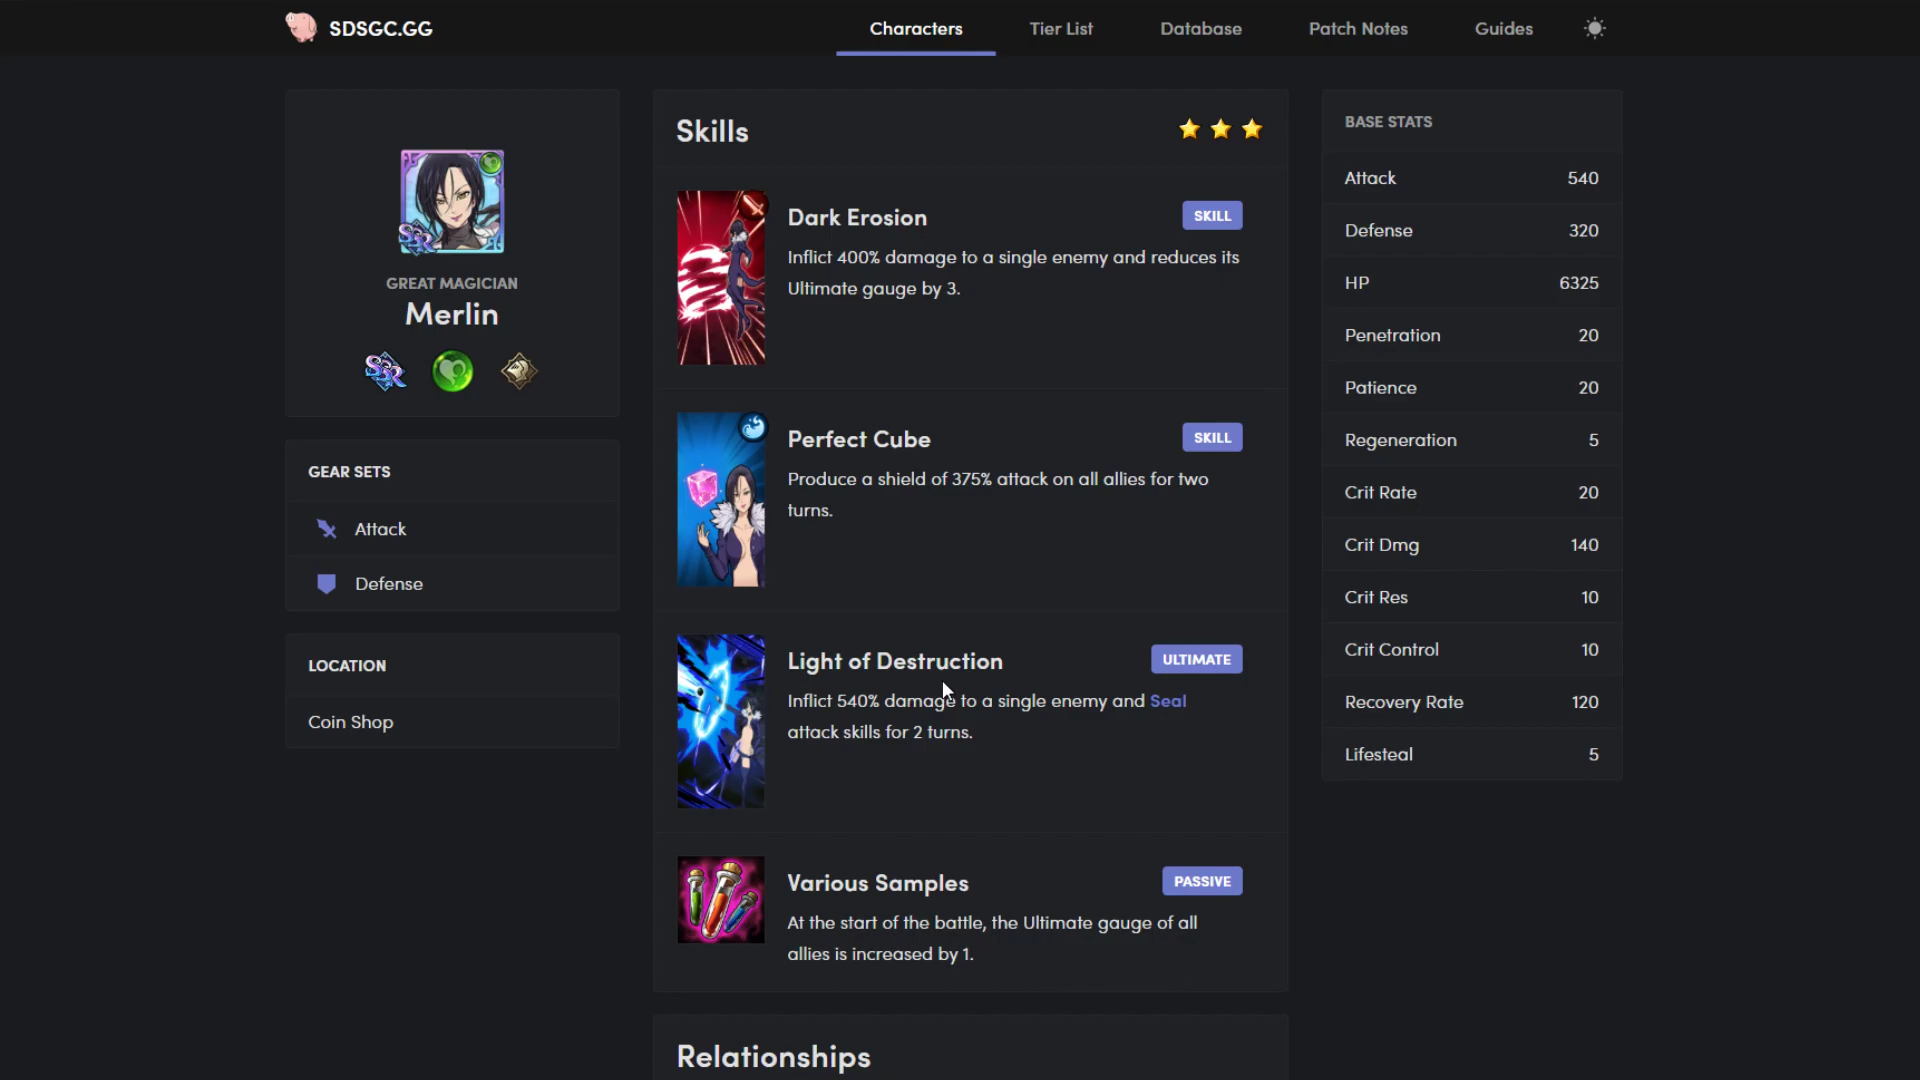 SDSGC.GG
Characters
Tier List
Database
Patch Notes
Guides
SSR
GREAT MAGICIAN
Merlin
SSR
GEAR SETS
Attack
Defense
LOCATION
Coin Shop
Skills
Dark Erosion
SKILL
Inflict 400% damage to a single enemy and reduces its
Ultimate gauge by 3.
Perfect Cube
SKILL
Produce a shield of 375% attack on all allies for two
turns.
Light of Destruction
ULTIMATE
Inflict 540% damage to a single enemy and Seal
attack skills for 2 turns.
Various Samples
PASSIVE
At the start of the battle, the Ultimate gauge of all
allies is increased by 1.
Relationships
BASE STATS
Attack 540
Defense 320
HP 6325
Penetration 20
Patience 20
Regeneration 5
Crit Rate 20
Crit Dmg 140
Crit Res 10
Crit Control 10
Recovery Rate 120
Lifesteal 5